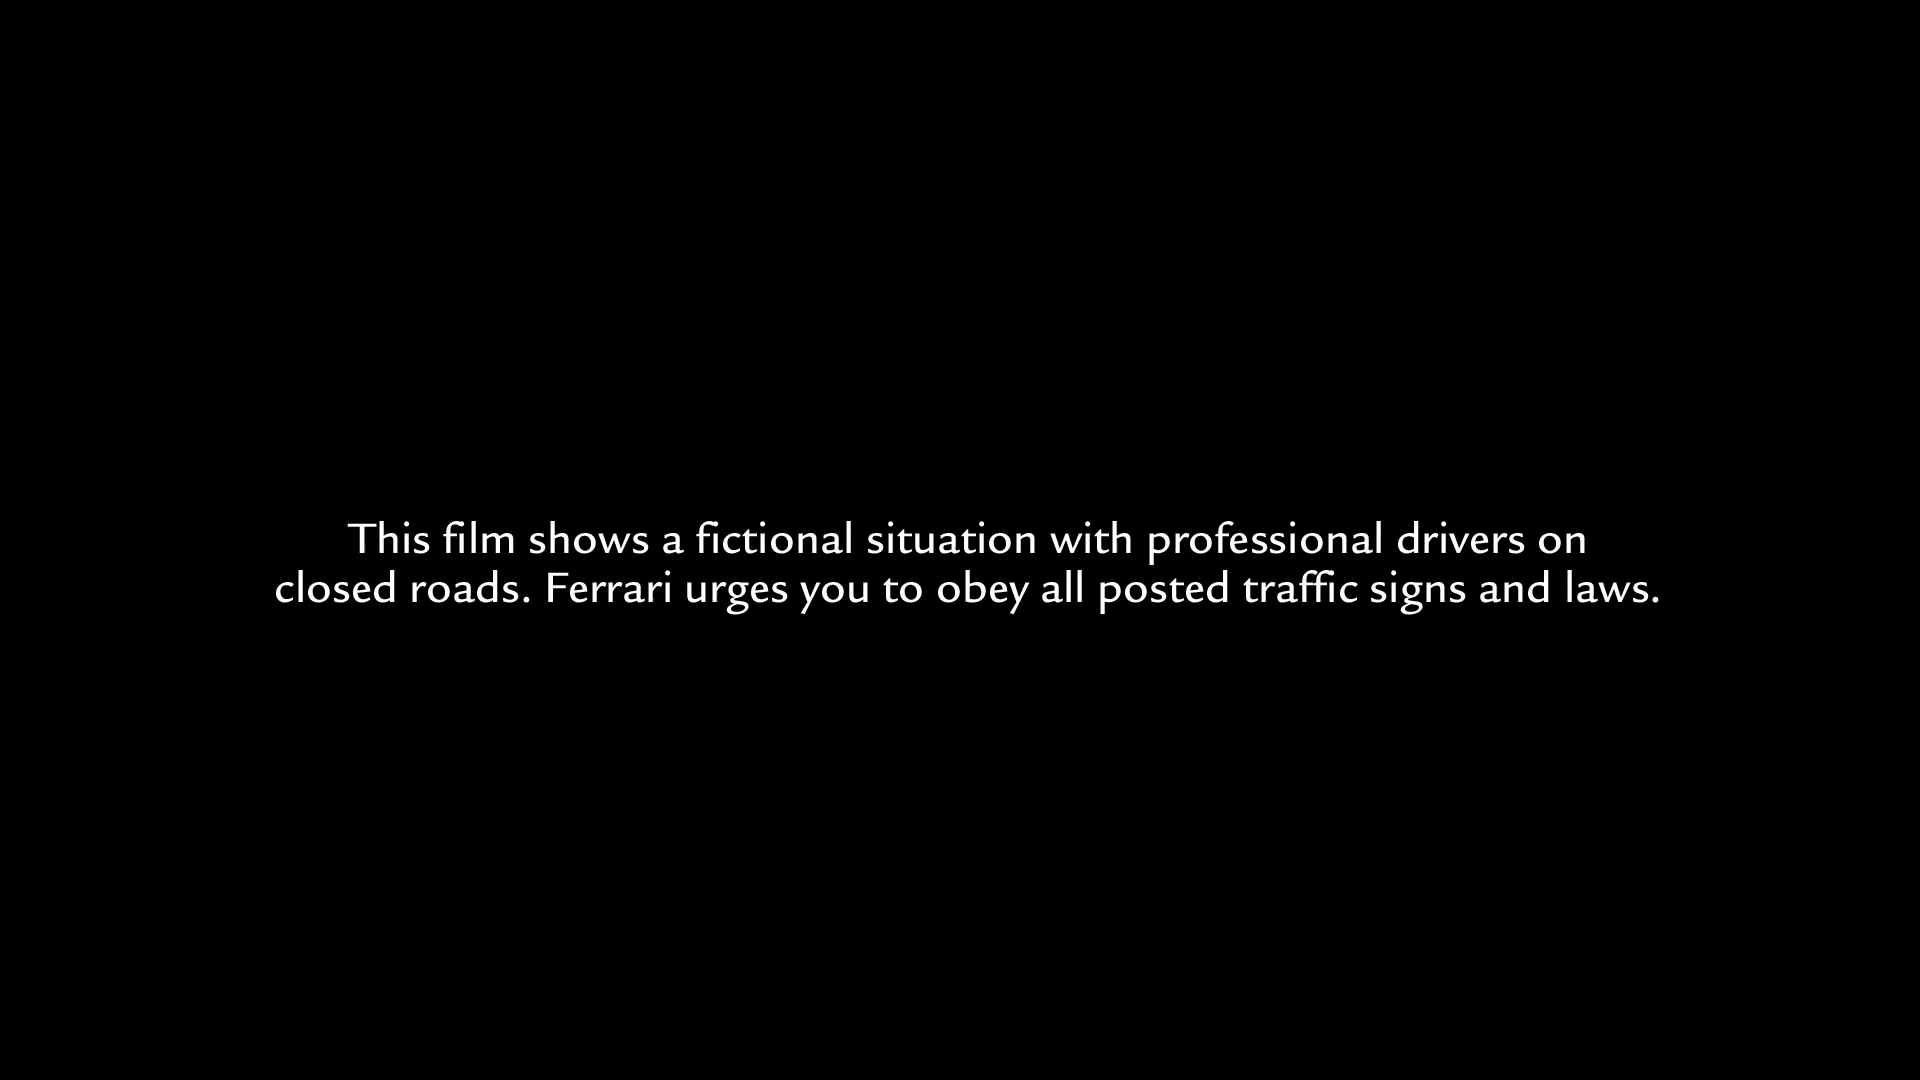 This film shows a fictional situation with professional drivers on
closed roads. Ferrari urges you to obey all posted traffic signs and laws.